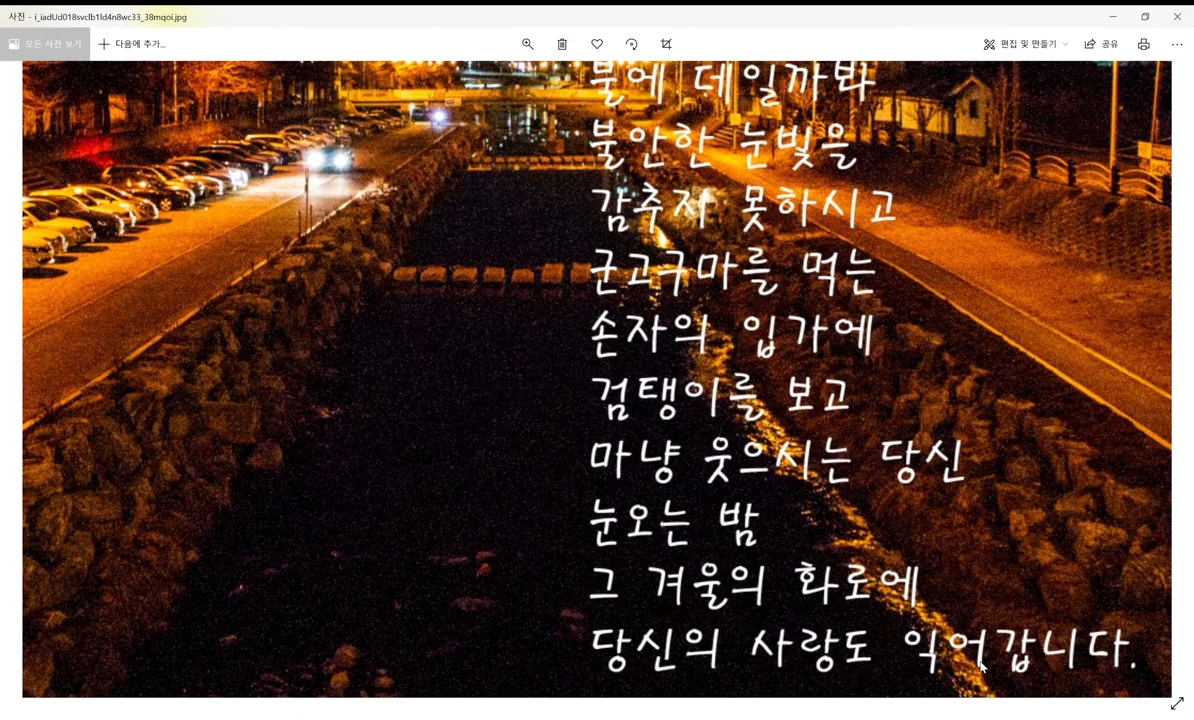 사진 - i_iadUd018svclb1ld4n8wc33_38mqoi.jpg
모든 사진 보기
다음에 추가...
편집 및 만들기
공유
불에 데일까봐
불안한 눈빛을
감추지 못하시고
군고구마를 먹는
손자의 입가에
검탱이를 보고
마냥 웃으시는 당신
눈오는 밤
그 겨울의 화로에
당신의 사랑도 익어갑니다.